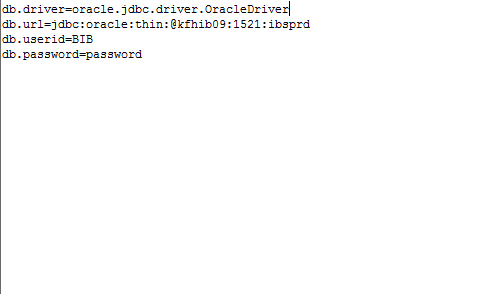 db.driver=oracle.jdbc.driver.OracleDriver
db.url=jdbc:oracle:thin:@kfhib09:1521:ibsprd
db.userid=BIB
db.password=password